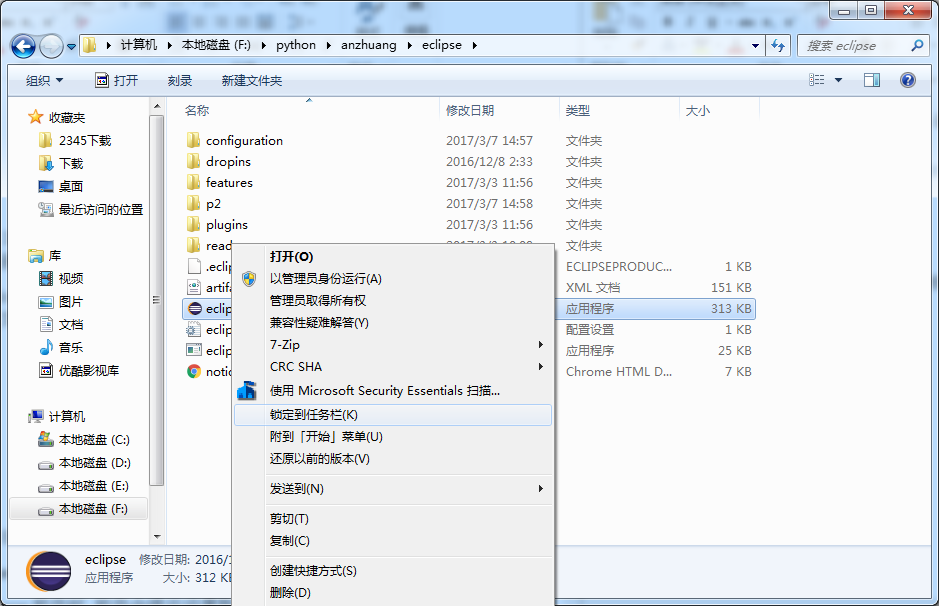 计算机 本地磁盘 (F:) python anzhuang eclipse
搜索 eclipse
组织 打开 刻录 新建文件夹
名称 修改日期 类型 大小
收藏夹
2345下载
下载
桌面
最近访问的位置
库
视频
图片
文档
音乐
优酷影视库
计算机
本地磁盘 (C:)
本地磁盘 (D:)
本地磁盘 (E:)
本地磁盘 (F:)
configuration 2017/3/7 14:57 文件夹
dropins 2016/12/8 2:33 文件夹
features 2017/3/3 11:56 文件夹
p2 2017/3/7 14:58 文件夹
plugins 2017/3/3 11:56 文件夹
read 文件夹
.eclip ECLIPSEPRODUC... 1 KB
artifa XML 文档 151 KB
eclip 应用程序 313 KB
eclip 配置设置 1 KB
eclip 应用程序 25 KB
notic Chrome HTML D... 7 KB
打开(O)
以管理员身份运行(A)
管理员取得所有权
兼容性疑难解答(Y)
7-Zip
CRC SHA
使用 Microsoft Security Essentials 扫描...
锁定到任务栏(K)
附到「开始」菜单(U)
还原以前的版本(V)
发送到(N)
剪切(T)
复制(C)
创建快捷方式(S)
删除(D)
eclipse 修改日期: 2016/1
应用程序 大小: 312 KB